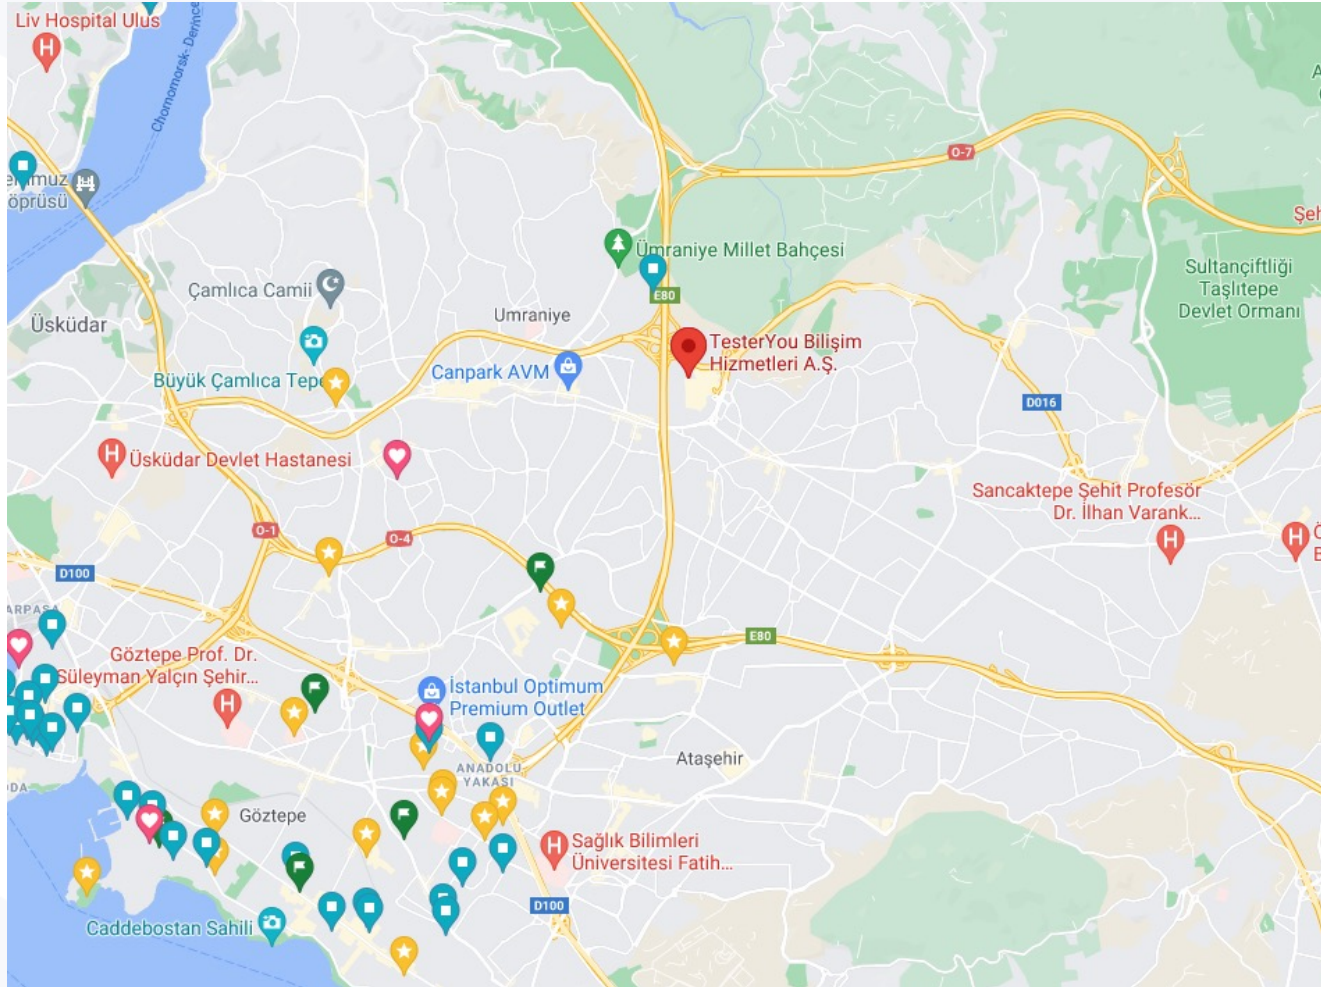 Liv Hospital Ulus
Chornomorsk- Derince
O-7
öprüsü
Ümraniye Millet Bahçesi
Şeh
Sultançiftliği
Taşlıtepe
Devlet Ormanı
Çamlıca Camii
E80
Umraniye
Üsküdar
TesterYou Bilişim
Hizmetleri A.Ş.
Canpark AVM
Büyük Çamlıca Tepe
D016
Üsküdar Devlet Hastanesi
Sancaktepe Şehit Profesör
Dr. İlhan Varank...
O-1
O-4
D100
ARPAŞA
E80
Göztepe Prof. Dr.
Süleyman Yalçın Şehir...
İstanbul Optimum
Premium Outlet
Ataşehir
ANADOLU
YAKASI
ODA
Göztepe
Sağlık Bilimleri
Üniversitesi Fatih...
D100
Caddebostan Sahili